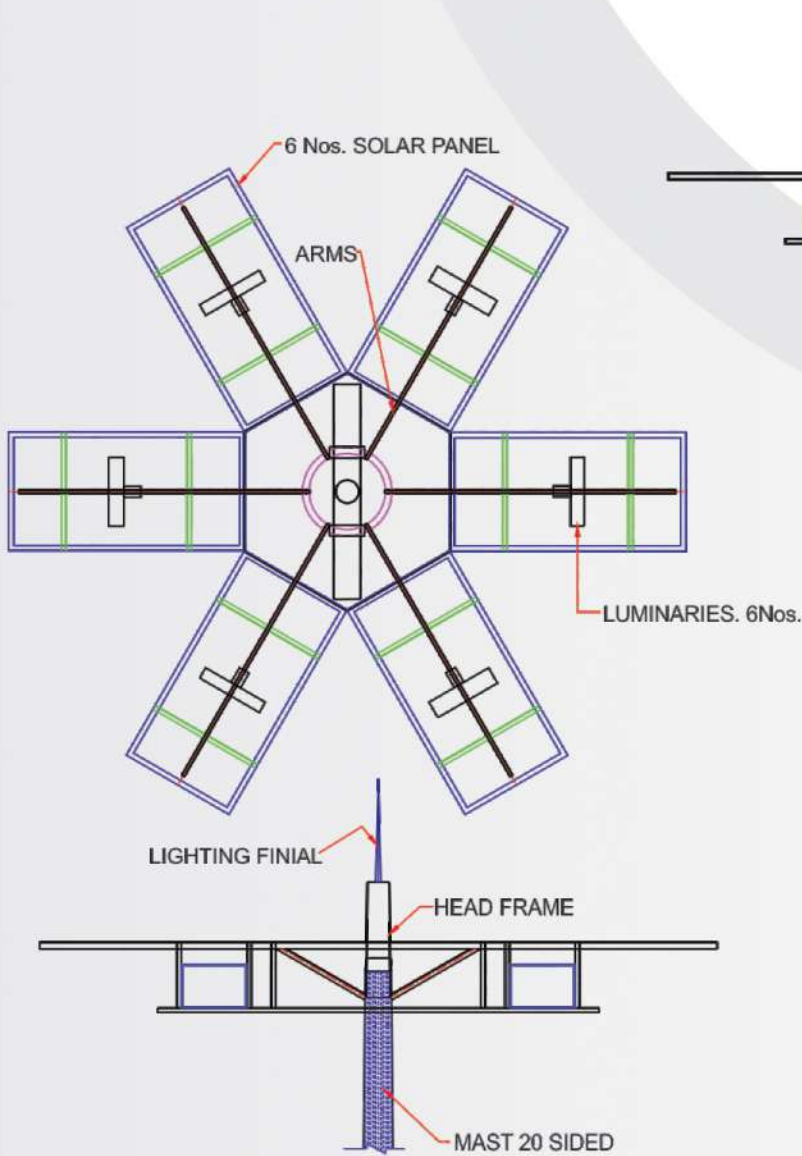 6 Nos. SOLAR PANEL
ARMS
LUMINARIES. 6Nos.
LIGHTING FINIAL
HEAD FRAME
MAST 20 SIDED